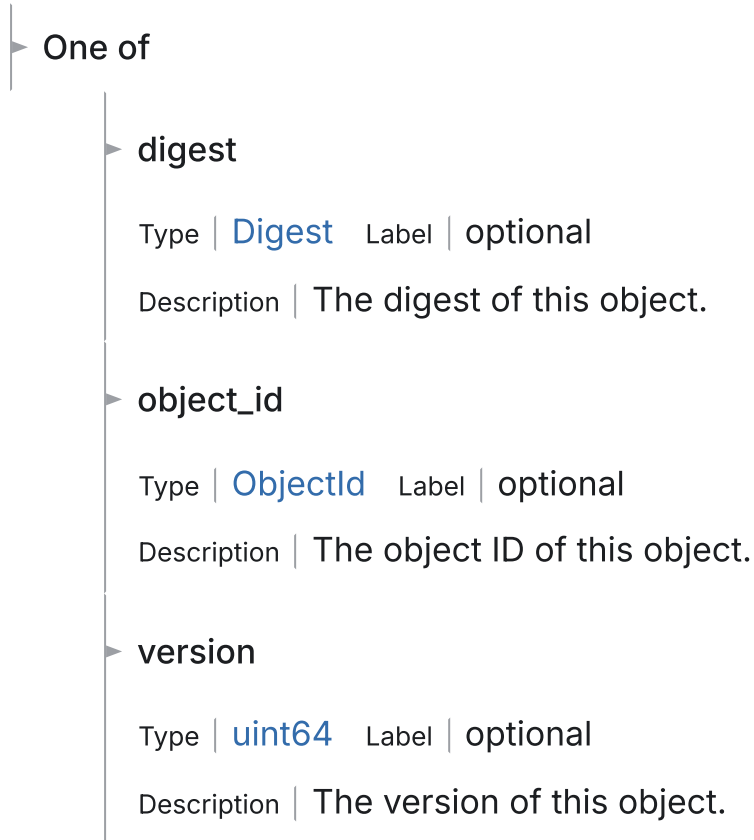 One of
digest
Type | Digest Label | optional
Description | The digest of this object.
object_id
Type | ObjectId Label | optional
Description | The object ID of this object.
version
Type | uint64 Label | optional
Description | The version of this object.